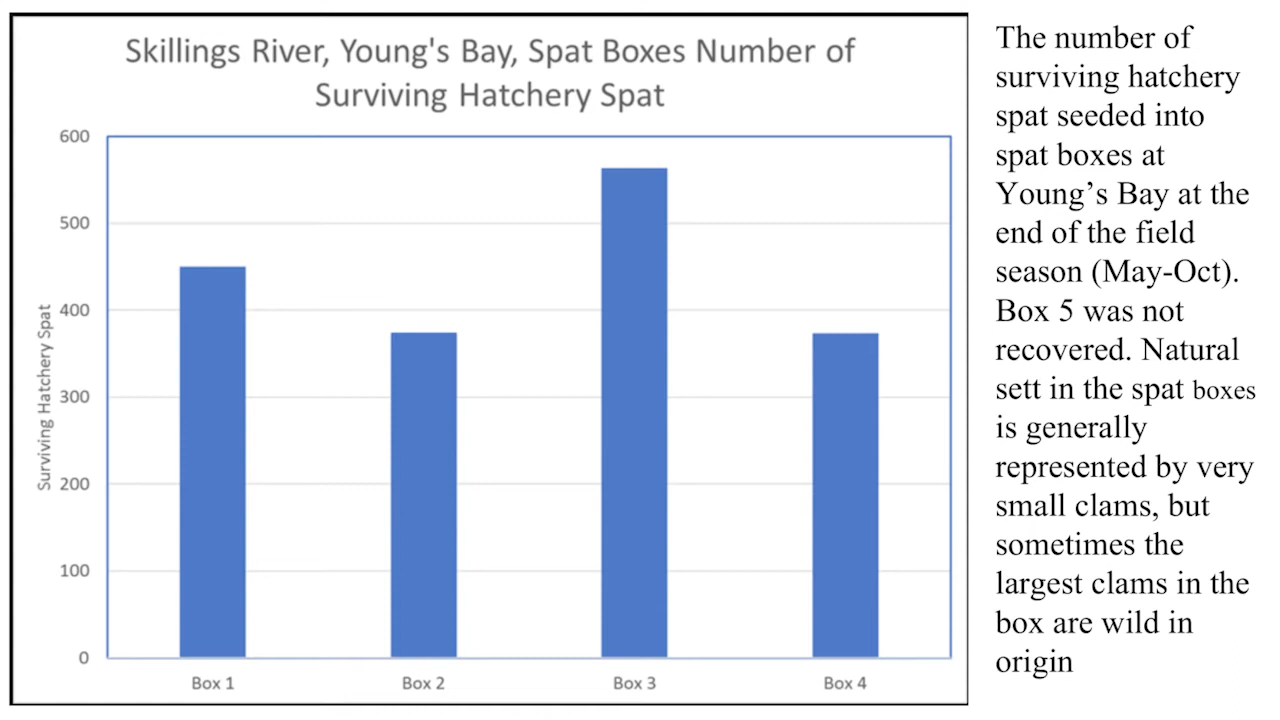 Skillings River, Young's Bay, Spat Boxes Number of
Surviving Hatchery Spat
600
500
400
300
200
100
0
Surviving Hatchery Spat
Box 1
Box 2
Box 3
Box 4
The number of
surviving hatchery
spat seeded into
spat boxes at
Young’s Bay at the
end of the field
season (May-Oct).
Box 5 was not
recovered. Natural
sett in the spat boxes
is generally
represented by very
small clams, but
sometimes the
largest clams in the
box are wild in
origin